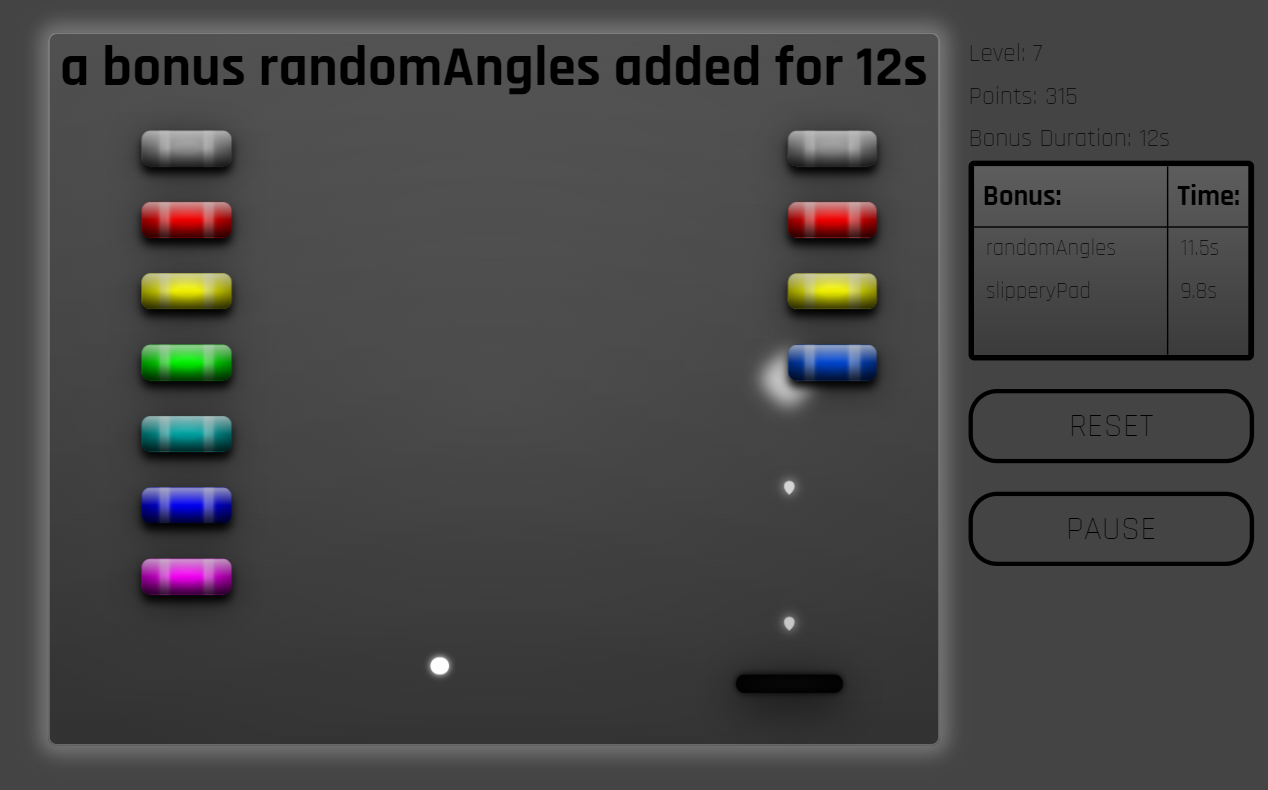 a bonus randomAngles added for 12s
Level: 7
Points: 315
Bonus Duration: 12s
Bonus: Time:
randomAngles 11.5s
slipperyPad 9.8s
RESET
PAUSE